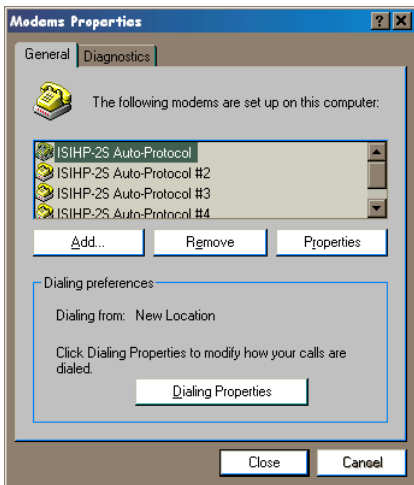 Modems Properties
General Diagnostics
The following modems are set up on this computer:
ISIHP-2S Auto-Protocol
ISIHP-2S Auto-Protocol #2
ISIHP-2S Auto-Protocol #3
ISIHP-2S Auto-Protocol #4
Add... Remove Properties
Dialing preferences
Dialing from: New Location
Click Dialing Properties to modify how your calls are
dialed.
Dialing Properties
Close Cancel